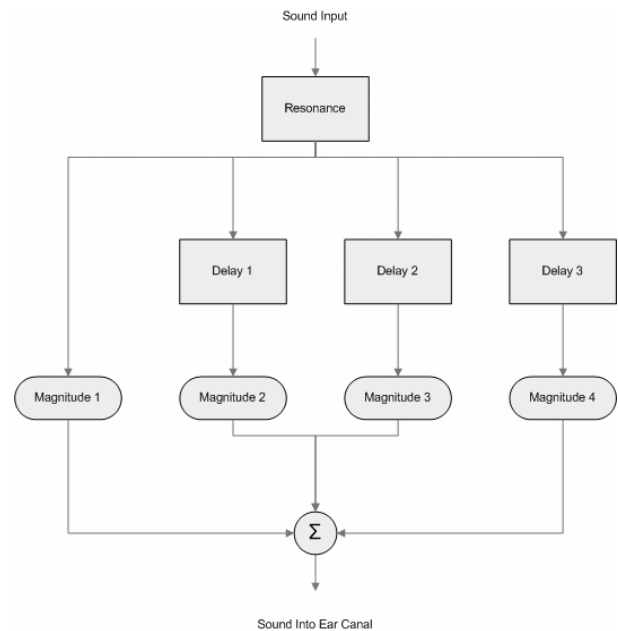 Sound Input
Resonance
Delay 1
Delay 2
Delay 3
Magnitude 1
Magnitude 2
Magnitude 3
Magnitude 4
Σ
Sound Into Ear Canal